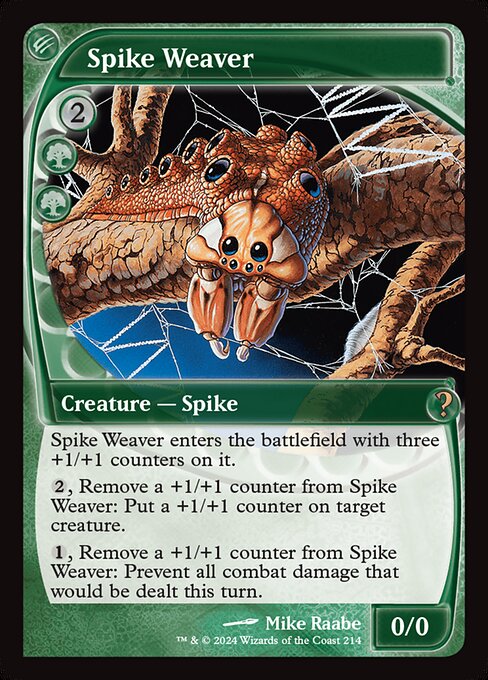 Spike Weaver
2
Creature — Spike
?
Spike Weaver enters the battlefield with three
+1/+1 counters on it.
2, Remove a +1/+1 counter from Spike
Weaver: Put a +1/+1 counter on target
creature.
1, Remove a +1/+1 counter from Spike
Weaver: Prevent all combat damage that
would be dealt this turn.
Mike Raabe
™ & © 2024 Wizards of the Coast 214
0/0